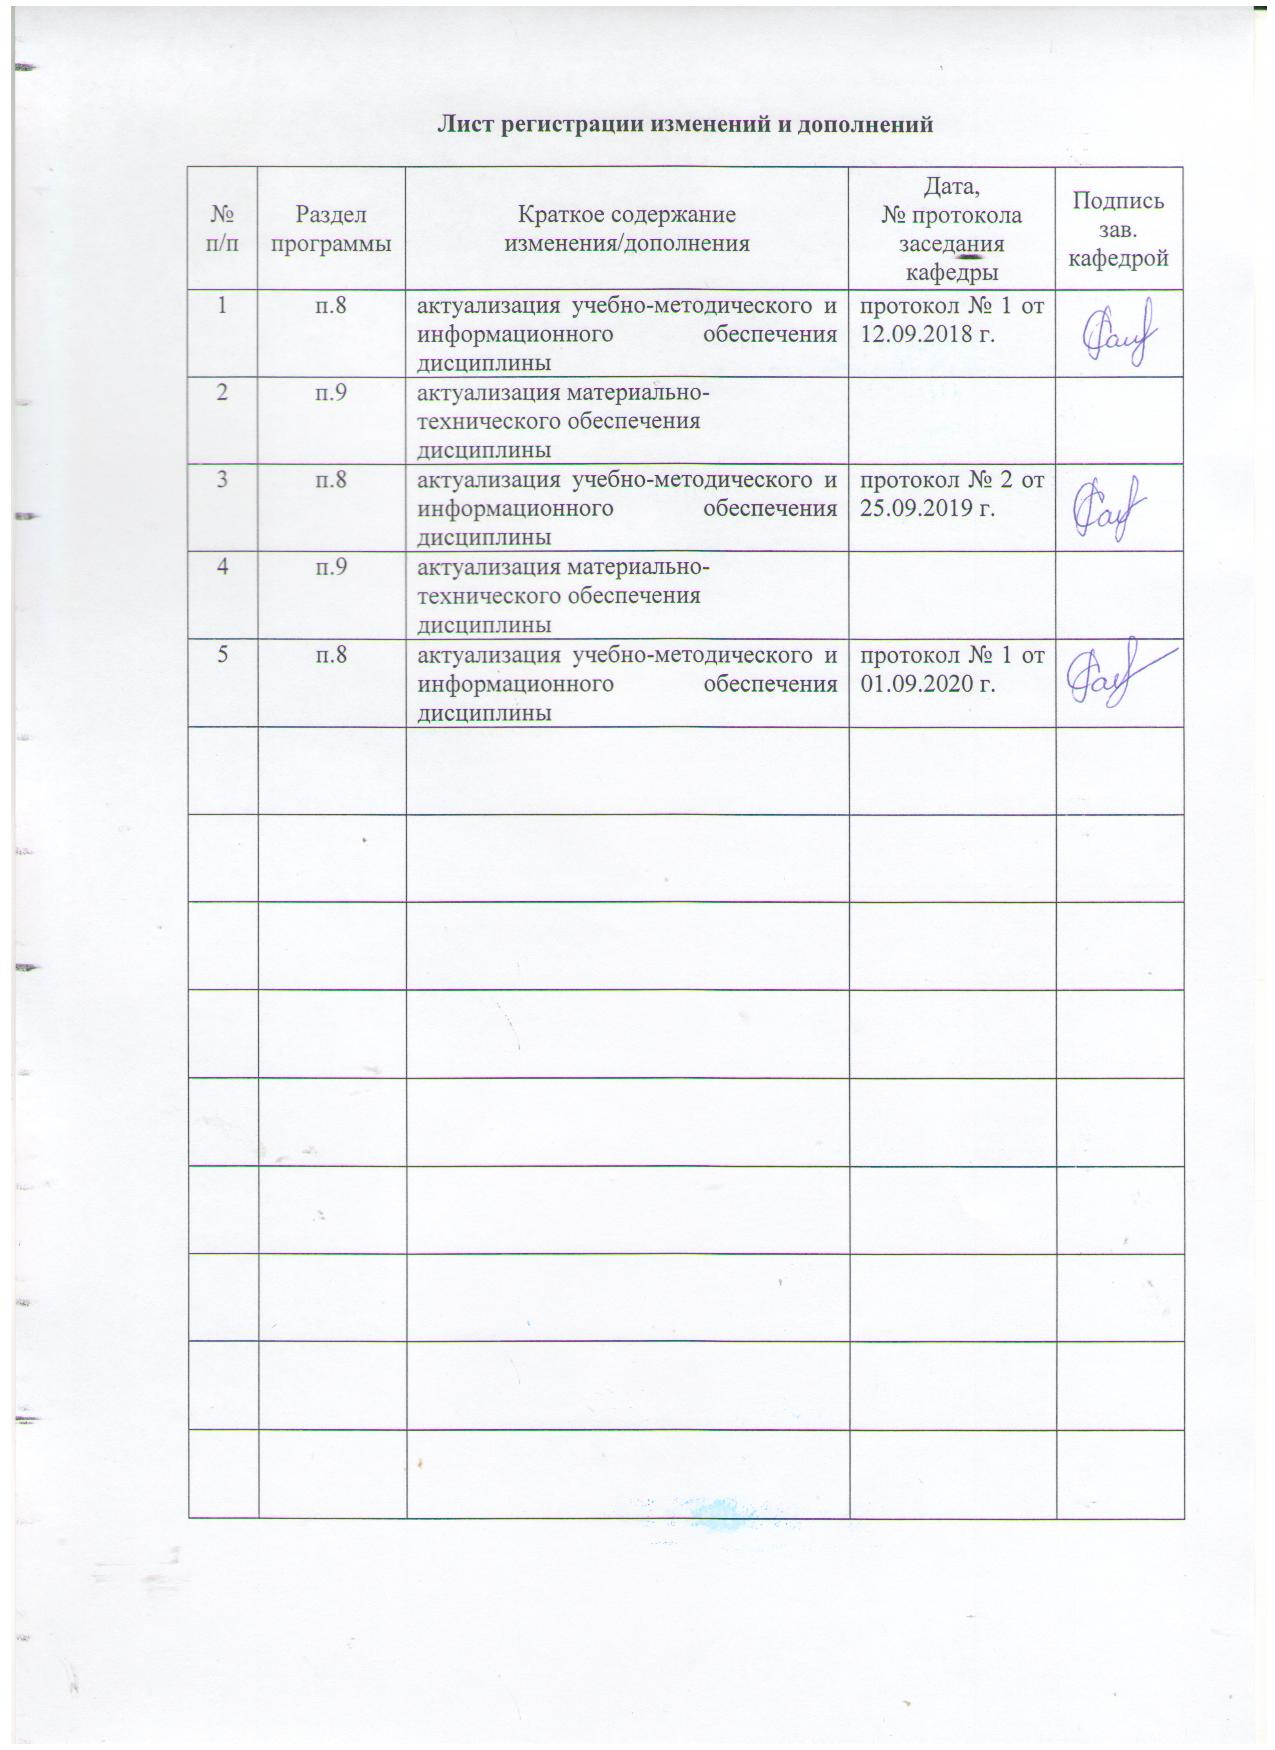 Лист регистрации изменений и дополнений
№
п/п
Раздел
программы
Краткое содержание
изменения/дополнения
Дата,
№ протокола
заседания
кафедры
Подпись
зав.
кафедрой
1
п.8
актуализация учебно-методического и
информационного обеспечения
дисциплины
протокол № 1 от
12.09.2018 г.
2
п.9
актуализация материально-
технического обеспечения
дисциплины
3
п.8
актуализация учебно-методического и
информационного обеспечения
дисциплины
протокол № 2 от
25.09.2019 г.
4
п.9
актуализация материально-
технического обеспечения
дисциплины
5
п.8
актуализация учебно-методического и
информационного обеспечения
дисциплины
протокол № 1 от
01.09.2020 г.